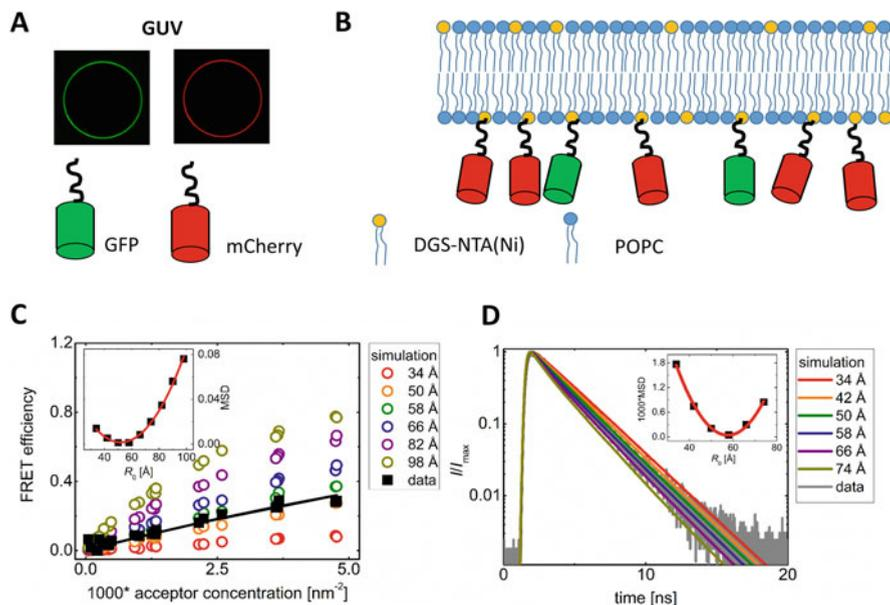 A
GUV
GFP
mCherry
B
DGS-NTA(Ni)
POPC
C
FRET efficiency
1.2
0.8
0.4
0.0
0.0
2.5
5.0
1000* acceptor concentration [nm-2]
0.08
0.00
MSD
40
60
80
100
R0 [Å]
simulation
34 Å
50 Å
58 Å
66 Å
82 Å
98 Å
data
D
I/Imax
1
0.1
0.01
0.001
0
10
20
time [ns]
1000*MSD
1.8
1.2
0.6
0.0
40
60
80
R0 [Å]
simulation
34 Å
42 Å
50 Å
58 Å
66 Å
74 Å
data